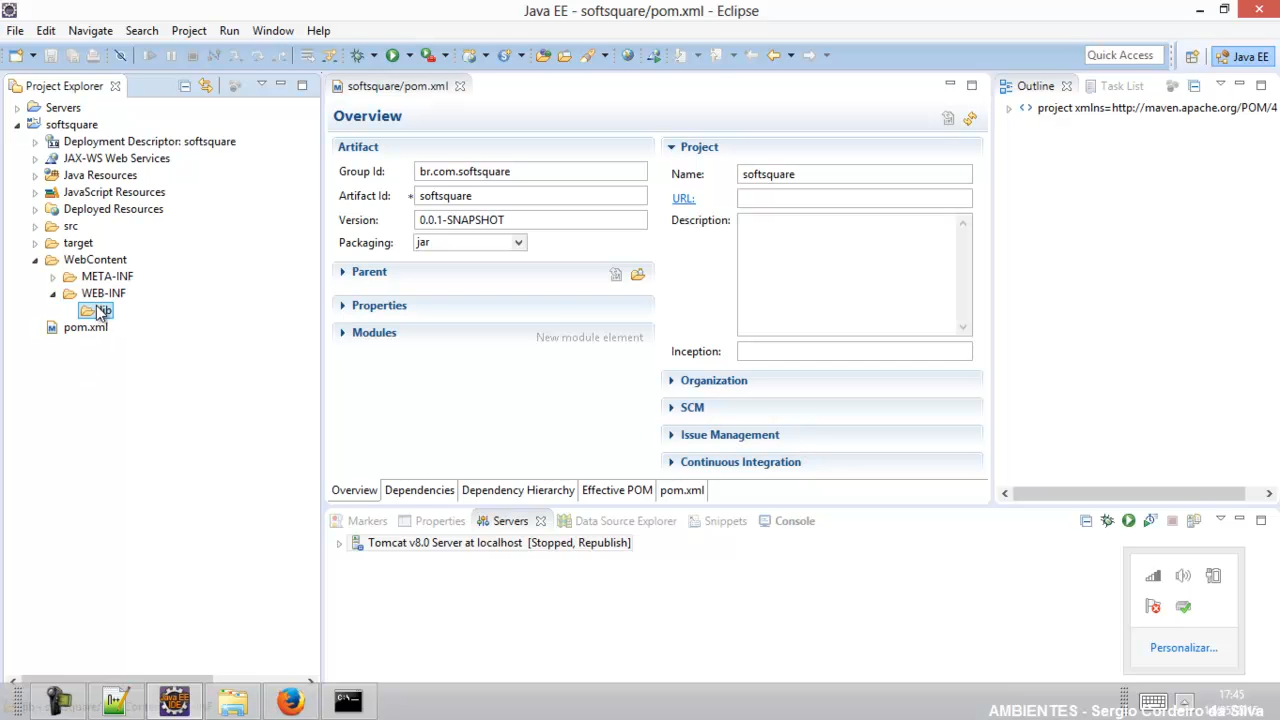 Java EE - softsquare/pom.xml - Eclipse
File Edit Navigate Search Project Run Window Help
Quick Access
Java EE
Project Explorer
Servers
softsquare
Deployment Descriptor: softsquare
JAX-WS Web Services
Java Resources
JavaScript Resources
Deployed Resources
src
target
WebContent
META-INF
WEB-INF
lib
pom.xml
softsquare/pom.xml
Overview
Artifact
Group Id: br.com.softsquare
Artifact Id: * softsquare
Version: 0.0.1-SNAPSHOT
Packaging: jar
Parent
Properties
Modules
New module element
Project
Name: softsquare
URL:
Description:
Inception:
Organization
SCM
Issue Management
Continuous Integration
Overview Dependencies Dependency Hierarchy Effective POM pom.xml
Outline Task List
project xmlns=http://maven.apache.org/POM/4
Markers Properties Servers Data Source Explorer Snippets Console
Tomcat v8.0 Server at localhost [Stopped, Republish]
Personalizar...
17:45
AMBIENTES - Sergio Cordeiro da Silva